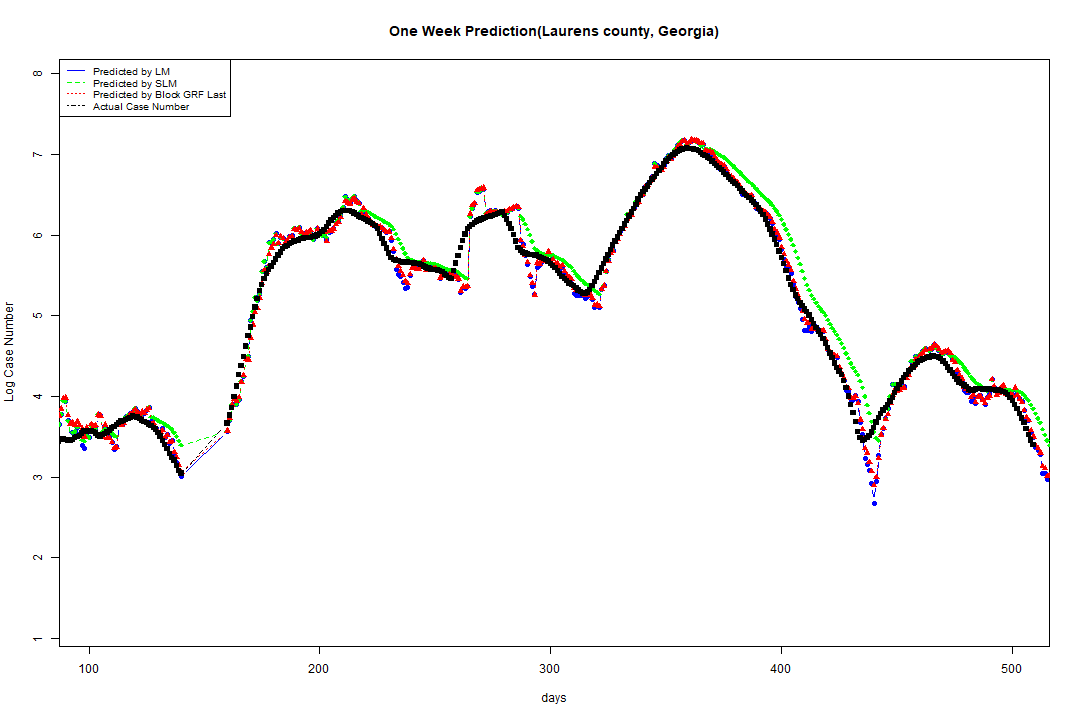 One Week Prediction(Laurens county, Georgia)
Predicted by LM
Predicted by SLM
Predicted by Block GRF Last
Actual Case Number
8
7
6
5
4
3
2
1
Log Case Number
100 200 300 400 500
days